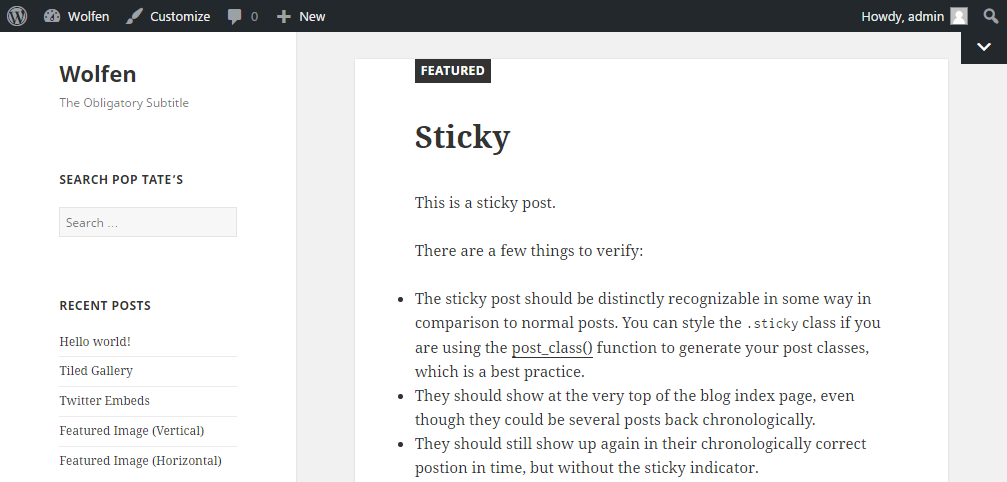 Wolfen Customize 0 New Howdy, admin
Wolfen
The Obligatory Subtitle
SEARCH POP TATE’S
Search …
RECENT POSTS
Hello world!
Tiled Gallery
Twitter Embeds
Featured Image (Vertical)
Featured Image (Horizontal)
FEATURED
Sticky
This is a sticky post.
There are a few things to verify:
• The sticky post should be distinctly recognizable in some way in
comparison to normal posts. You can style the .sticky class if you
are using the post_class() function to generate your post classes,
which is a best practice.
• They should show at the very top of the blog index page, even
though they could be several posts back chronologically.
• They should still show up again in their chronologically correct
postion in time, but without the sticky indicator.